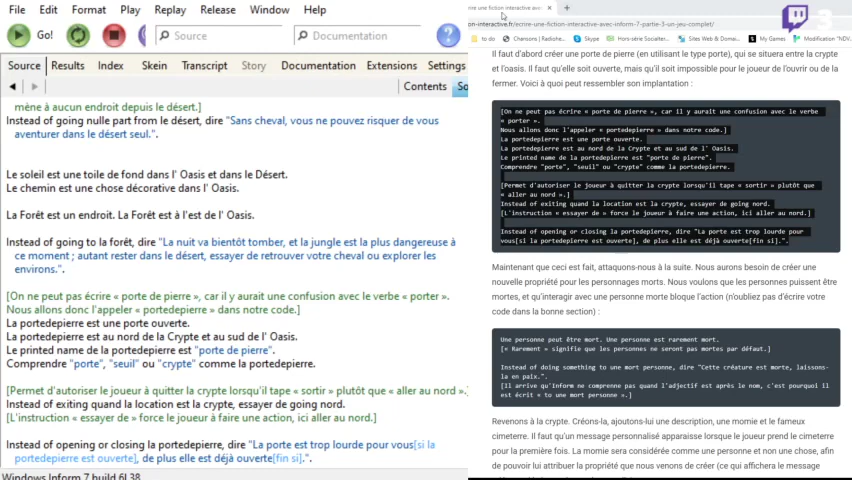 File Edit Play Replay Release Window Help
Go!
Source
Documentation
Source Results Index Skein Transcript Story Documentation Extensions Settings
Contents
mène à aucun endroit depuis le désert.]
Instead of going nulle part from le désert, dire "Sans cheval, vous ne pouvez risquer de vous
aventurer dans le désert seul.".
Le soleil est une toile de fond dans l' Oasis et dans le Désert.
Le chemin est une chose décorative dans l' Oasis.
La Forêt est un endroit. La Forêt est à l'est de l' Oasis.
Instead of going to la forêt, dire "La nuit va bientôt tomber, et la jungle est la plus dangereuse à
ce moment ; autant rester dans le désert, essayer de retrouver votre cheval ou explorer les
environs.".
[On ne peut pas écrire « porte de pierre », car il y aurait une confusion avec le verbe « porter ».
Nous allons donc l'appeler « portedepierre » dans notre code.]
La portedepierre est une porte ouverte.
La portedepierre est au nord de la Crypte et au sud de l' Oasis.
Le printed name de la portedepierre est "porte de pierre".
Comprendre "porte", "seuil" ou "crypte" comme la portedepierre.
[Permet d'autoriser le joueur à quitter la crypte lorsqu'il tape « sortir » plutôt que « aller au nord ».
Instead of exiting quand la location est la crypte, essayer de going nord.
[L'instruction « essayer de » force le joueur à faire une action, ici aller au nord.]
Instead of opening or closing la portedepierre, dire "La porte est trop lourde pour vous[si la
portedepierre est ouverte], de plus elle est déjà ouverte[fin si].".
Windows Inform 7 build 6L38
on-interactive.fr/ecrire-une-fiction-interactive-avec-inform-7-partie-3-un-jeu-complet/
to do Chansons | Radiohe... Skype Hors-série Scénario... Sites Web de Domai... My Games Modification "NDV...
Il faut d'abord créer une porte de pierre (en utilisant le type porte), qui se situera entre la crypte
et l'oasis. Il faut qu'elle soit ouverte, mais qu'il soit impossible pour le joueur de l'ouvrir ou de la
fermer. Voici à quoi peut ressembler son implantation :
[On ne peut pas écrire « porte de pierre », car il y aurait une confusion avec le verbe
« porter ».
Nous allons donc l'appeler « portedepierre » dans notre code.]
La portedepierre est une porte ouverte.
La portedepierre est au nord de la Crypte et au sud de l' Oasis.
Le printed name de la portedepierre est "porte de pierre".
Comprendre "porte", "seuil" ou "crypte" comme la portedepierre.
[Permet d'autoriser le joueur à quitter la crypte lorsqu'il tape « sortir » plutôt que
« aller au nord ».]
Instead of exiting quand la location est la crypte, essayer de going nord.
[L'instruction « essayer de » force le joueur à faire une action, ici aller au nord.]
Instead of opening or closing la portedepierre, dire "La porte est trop lourde pour
vous[si la portedepierre est ouverte], de plus elle est déjà ouverte[fin si].".
Maintenant que ceci est fait, attaquons-nous à la suite. Nous aurons besoin de créer une
nouvelle propriété pour les personnages morts. Nous voulons que les personnes puissent être
mortes, et qu'interagir avec une personne morte bloque l'action (n'oubliez pas d'écrire votre
code dans la bonne section) :
Une personne peut être mort. Une personne est rarement mort.
[« Rarement » signifie que les personnes ne seront pas mortes par défaut.]
Instead of doing something to une mort personne, dire "Cette créature est morte, laissons-
la en paix.".
[Il arrive qu'inform ne comprenne pas quand l'adjectif est après le nom, c'est pourquoi il
est écrit « to une mort personne ».]
Revenons à la crypte. Créons-la, ajoutons-lui une description, une momie et le fameux
cimeterre. Il faut qu'un message personnalisé apparaisse lorsque le joueur prend le cimeterre
pour la première fois. La momie sera considérée comme une personne et non une chose, afin
de pouvoir lui attribuer la propriété que nous venons de créer (ce qui affichera le message